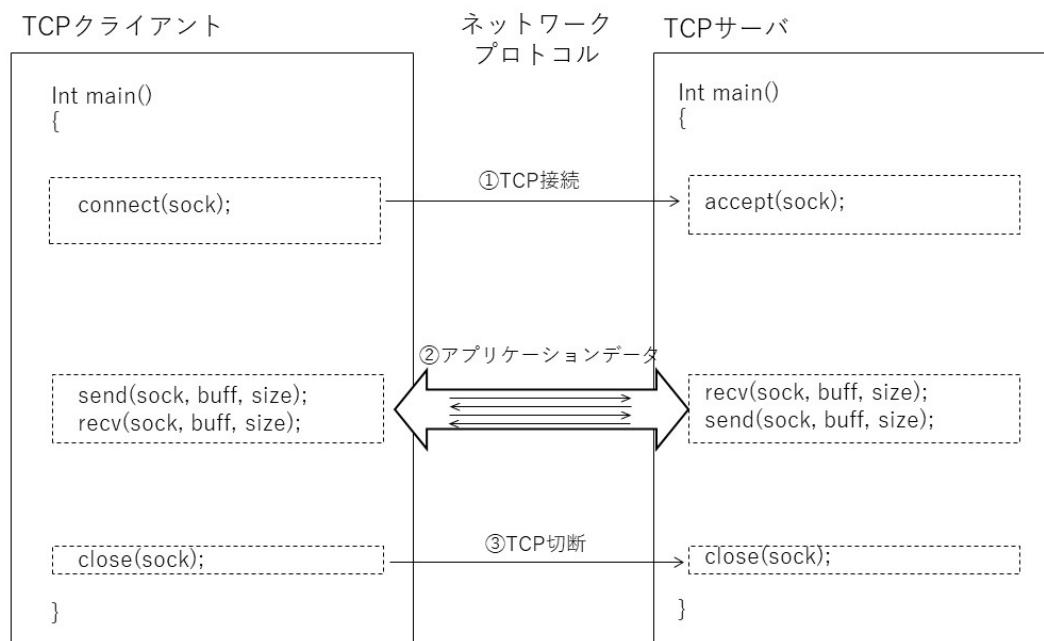 TCPクライアント
ネットワーク
プロトコル
TCPサーバ
Int main()
{
Int main()
{
①TCP接続
connect(sock);
accept(sock);
②アプリケーションデータ
send(sock, buff, size);
recv(sock, buff, size);
recv(sock, buff, size);
send(sock, buff, size);
③TCP切断
close(sock);
close(sock);
}
}